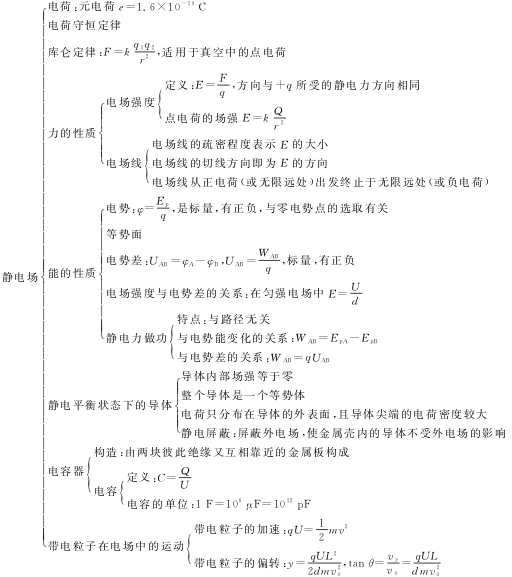 电荷:元电荷 e=1.6×10⁻¹⁹ C
电荷守恒定律
库仑定律:F=k q₁q₂/r²,适用于真空中的点电荷
定义:E=F/q,方向与+q 所受的静电力方向相同
电场强度
点电荷的场强 E=k Q/r²
力的性质
电场线的疏密程度表示 E 的大小
电场线
电场线的切线方向即为 E 的方向
电场线从正电荷(或无限远处)出发终止于无限远处(或负电荷)
电势:φ=Eₚ/q,是标量,有正负,与零电势点的选取有关
等势面
电势差:U_AB=φ_A-φ_B,U_AB=W_AB/q,标量,有正负
静电场
能的性质
电场强度与电势差的关系:在匀强电场中 E=U/d
特点:与路径无关
静电力做功
与电势能变化的关系:W_AB=E_pA-E_pB
与电势差的关系:W_AB=qU_AB
导体内部场强等于零
整个导体是一个等势体
静电平衡状态下的导体
电荷只分布在导体的外表面,且导体尖端的电荷密度较大
静电屏蔽:屏蔽外电场,使金属壳内的导体不受外电场的影响
构造:由两块彼此绝缘又互相靠近的金属板构成
电容器
定义:C=Q/U
电容
电容的单位:1 F=10⁶ μF=10¹² pF
带电粒子的加速:qU=1/2 mv²
带电粒子在电场中的运动
带电粒子的偏转:y=qUL²/2dmv₀²,tan θ=v_y/v₀=qUL/dmv₀²